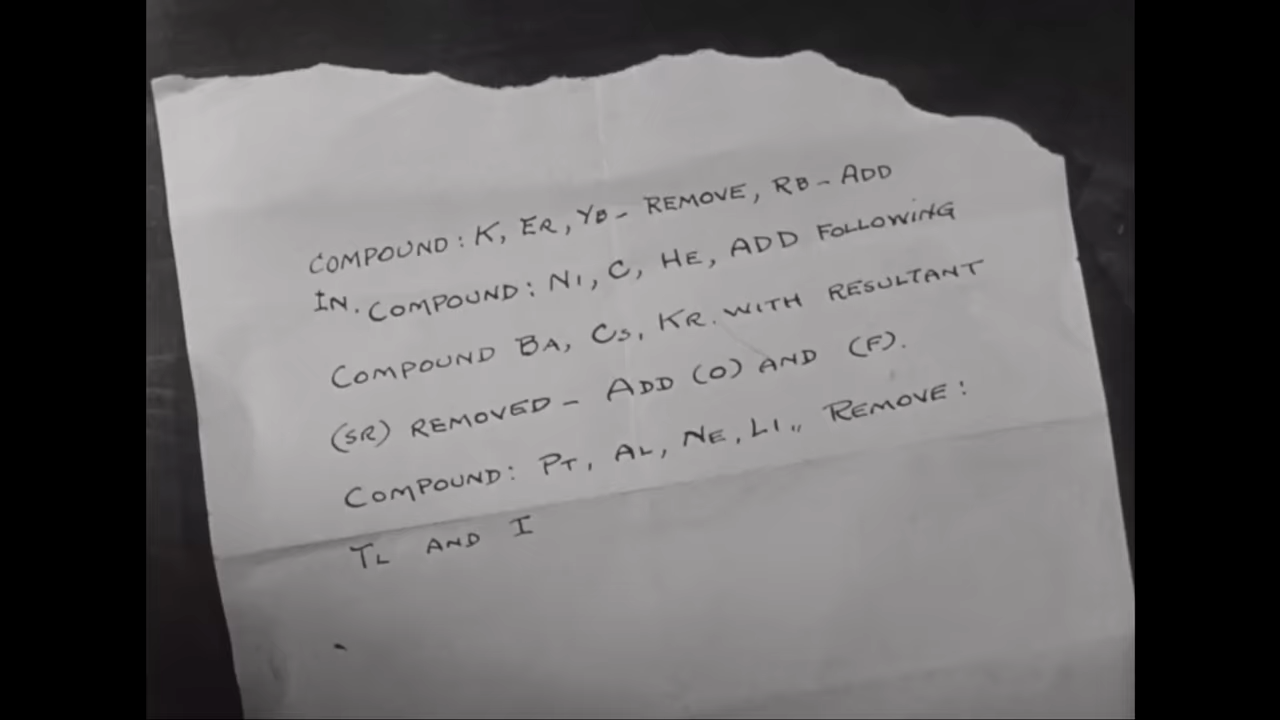 COMPOUND: K, ER, YB - REMOVE, RB - ADD
IN. COMPOUND: NI, C, HE, ADD FOLLOWING
COMPOUND BA, CS, KR. WITH RESULTANT
(SR) REMOVED - ADD (O) AND (F).
COMPOUND: PT, AL, NE, LI,, REMOVE:
TL AND I